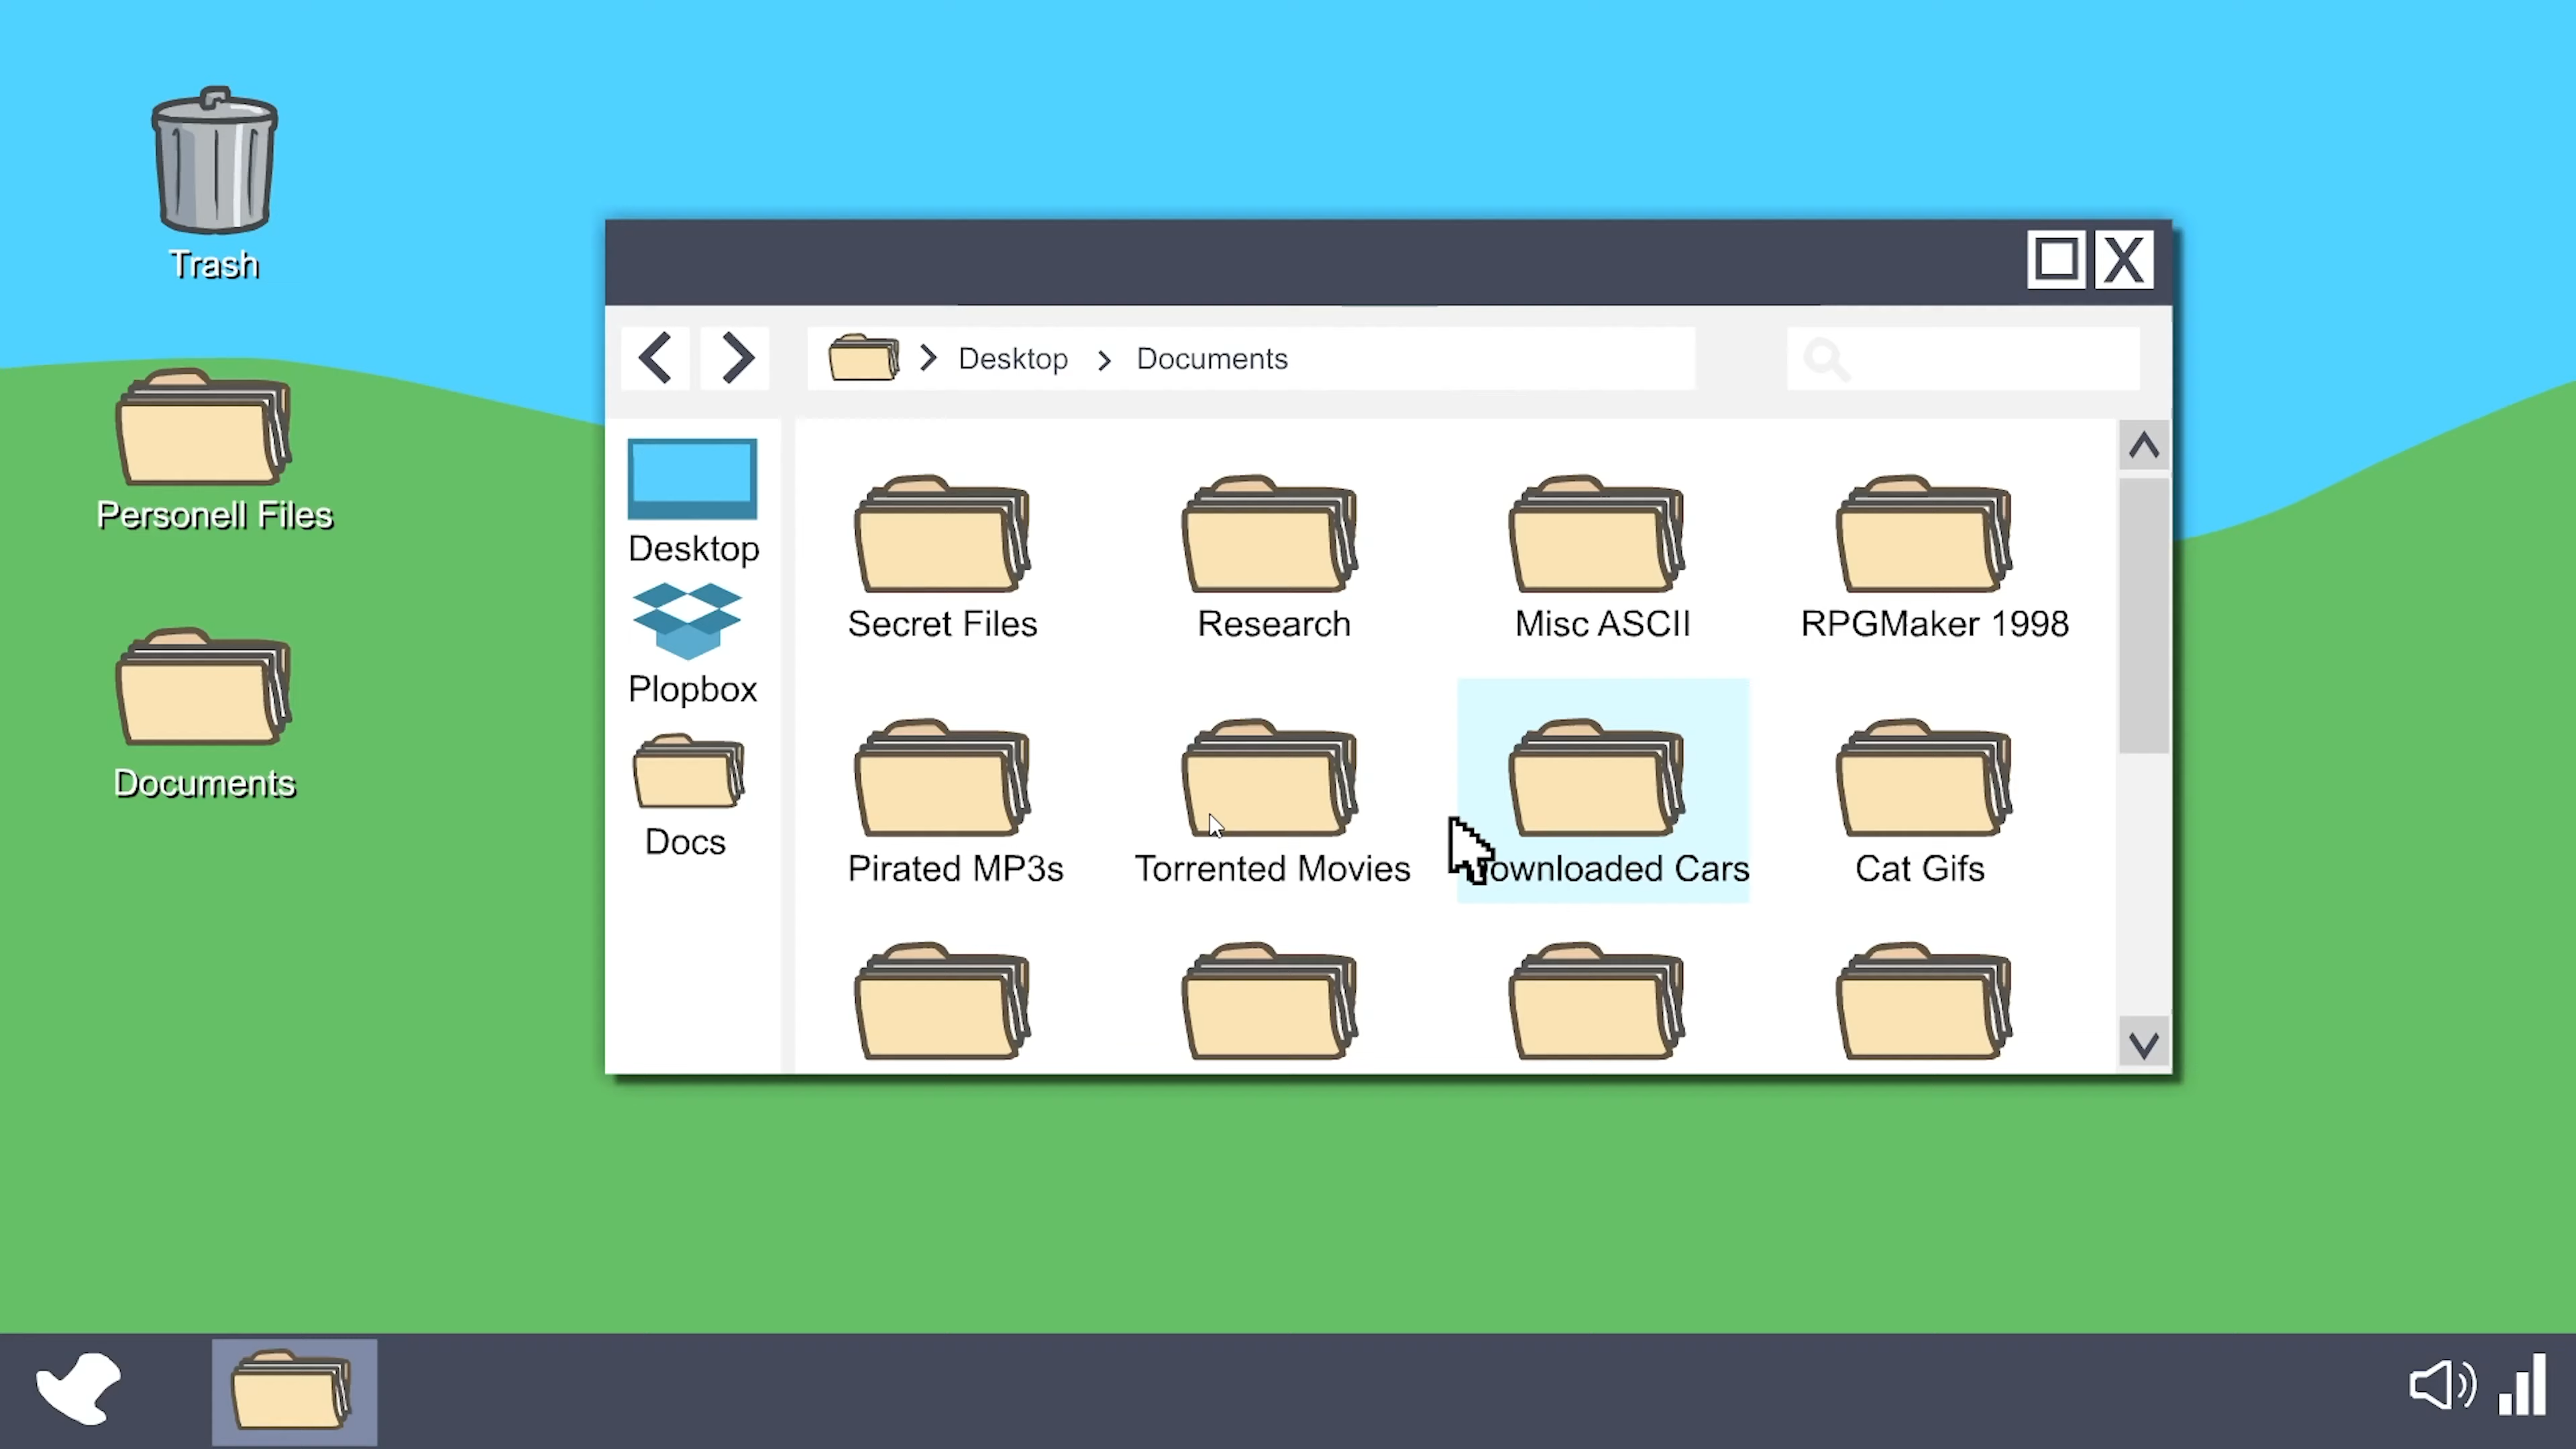 Trash
Personell Files
Documents
Desktop
Documents
Desktop
Plopbox
Docs
Secret Files
Research
Misc ASCII
RPGMaker 1998
Pirated MP3s
Torrented Movies
ownloaded Cars
Cat Gifs